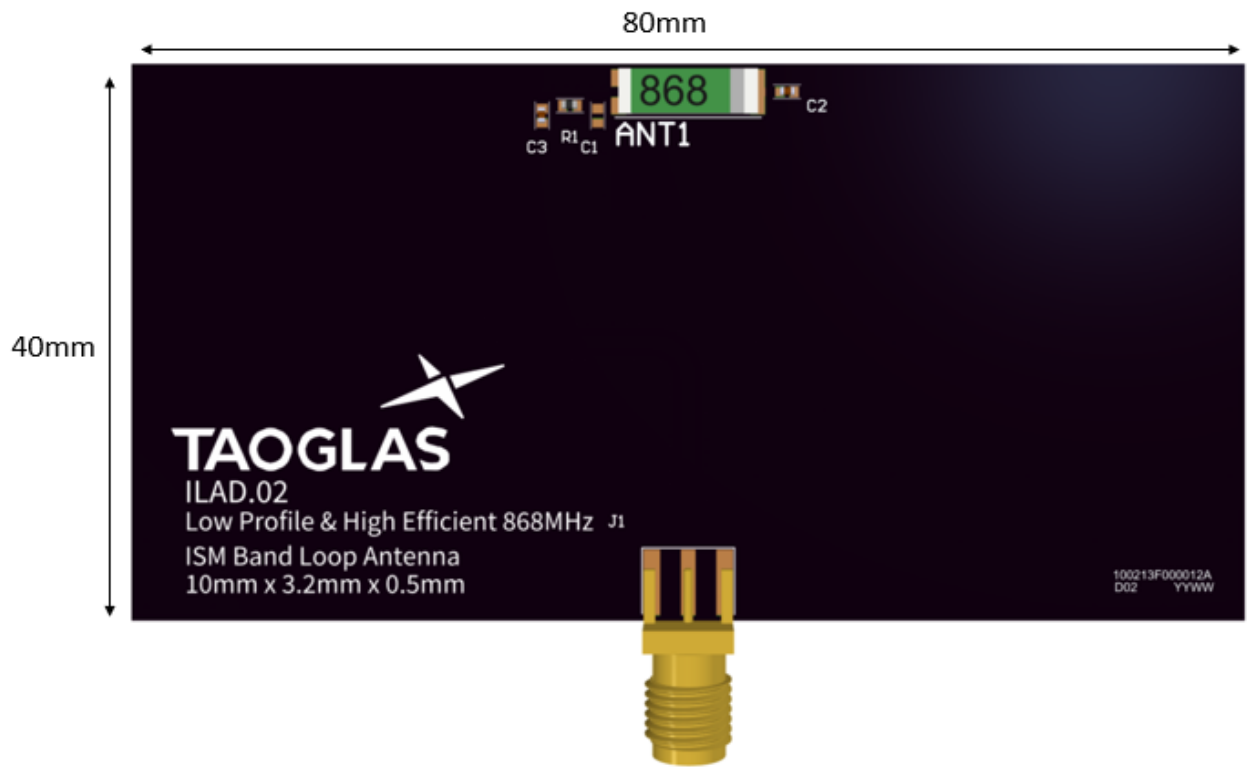 80mm
868
C2
ANT1
R1
C1
C3
40mm
TAOGLAS
ILAD.02
Low Profile & High Efficient 868MHz
J1
ISM Band Loop Antenna
10mm x 3.2mm x 0.5mm
100213F000012A
D02 YYWW